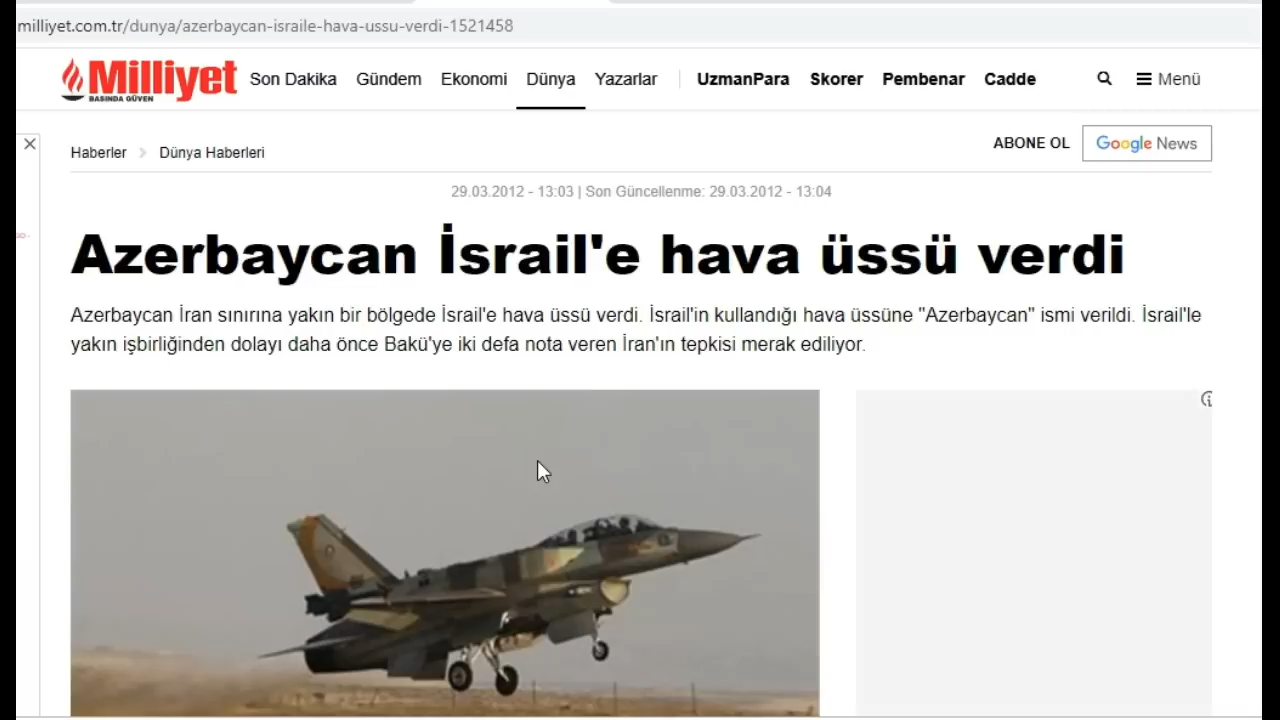 milliyet.com.tr/dunya/azerbaycan-israile-hava-ussu-verdi-1521458
Milliyet
BASINDA GÜVEN
Son Dakika Gündem Ekonomi Dünya Yazarlar UzmanPara Skorer Pembenar Cadde Menü
ABONE OL Google News
Haberler Dünya Haberleri
29.03.2012 - 13:03 | Son Güncellenme: 29.03.2012 - 13:04
Azerbaycan İsrail'e hava üssü verdi
Azerbaycan İran sınırına yakın bir bölgede İsrail'e hava üssü verdi. İsrail'in kullandığı hava üssüne "Azerbaycan" ismi verildi. İsrail'le
yakın işbirliğinden dolayı daha önce Bakü'ye iki defa nota veren İran'ın tepkisi merak ediliyor.